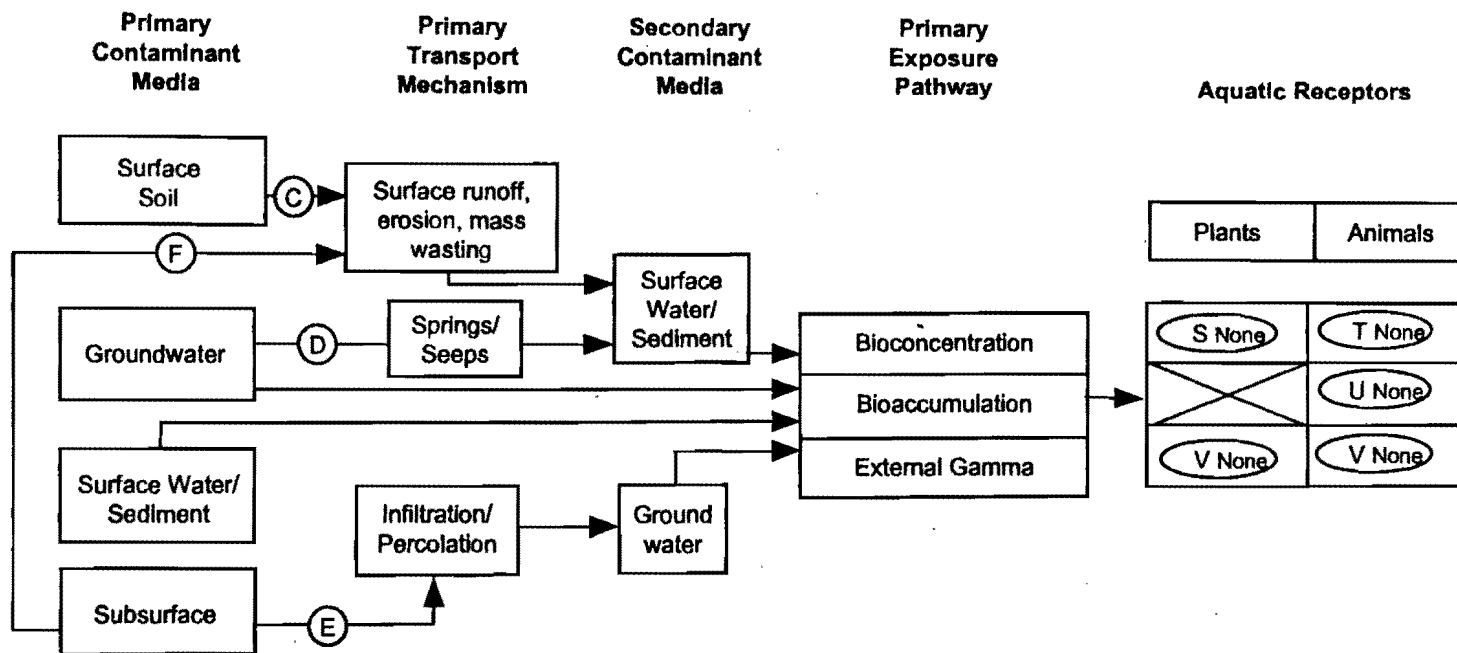 Primary
Contaminant
Media
Primary
Transport
Mechanism
Secondary
Contaminant
Media
Primary
Exposure
Pathway
Aquatic Receptors
Surface
Soil
C
Surface runoff,
erosion, mass
wasting
F
Plants
Animals
Surface
Water/
Sediment
Groundwater
D
Springs/
Seeps
Bioconcentration
Bioaccumulation
External Gamma
S None
T None
U None
V None
V None
Surface Water/
Sediment
Infiltration/
Percolation
Ground
water
Subsurface
E